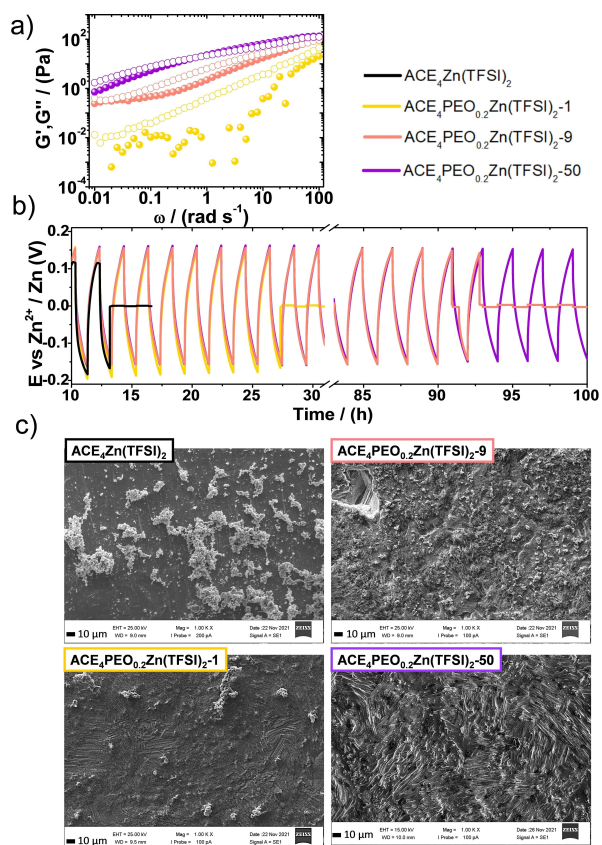 a)
G',G'' / (Pa)
10²
10⁰
10⁻²
10⁻⁴
0.01
0.1
1
10
100
ω / (rad s⁻¹)
ACE₄Zn(TFSI)₂
ACE₄PEO₀.₂Zn(TFSI)₂-1
ACE₄PEO₀.₂Zn(TFSI)₂-9
ACE₄PEO₀.₂Zn(TFSI)₂-50
b)
E vs Zn²⁺ / Zn (V)
0.2
0.1
0.0
-0.1
-0.2
10 15 20 25 30 85 90 95 100
Time / (h)
c)
ACE₄Zn(TFSI)₂
10 µm
EHT = 25.00 kV Mag = 1.00 K X Date :22 Nov 2021
WD = 9.0 mm I Probe = 200 pA Signal A = SE1
ZEISS
ACE₄PEO₀.₂Zn(TFSI)₂-9
10 µm
EHT = 25.00 kV Mag = 1.00 K X Date :22 Nov 2021
WD = 9.0 mm I Probe = 100 pA Signal A = SE1
ZEISS
ACE₄PEO₀.₂Zn(TFSI)₂-1
10 µm
EHT = 25.00 kV Mag = 1.00 K X Date :22 Nov 2021
WD = 9.5 mm I Probe = 100 pA Signal A = SE1
ZEISS
ACE₄PEO₀.₂Zn(TFSI)₂-50
10 µm
EHT = 15.00 kV Mag = 1.00 K X Date :26 Nov 2021
WD = 10.0 mm I Probe = 100 pA Signal A = SE1
ZEISS